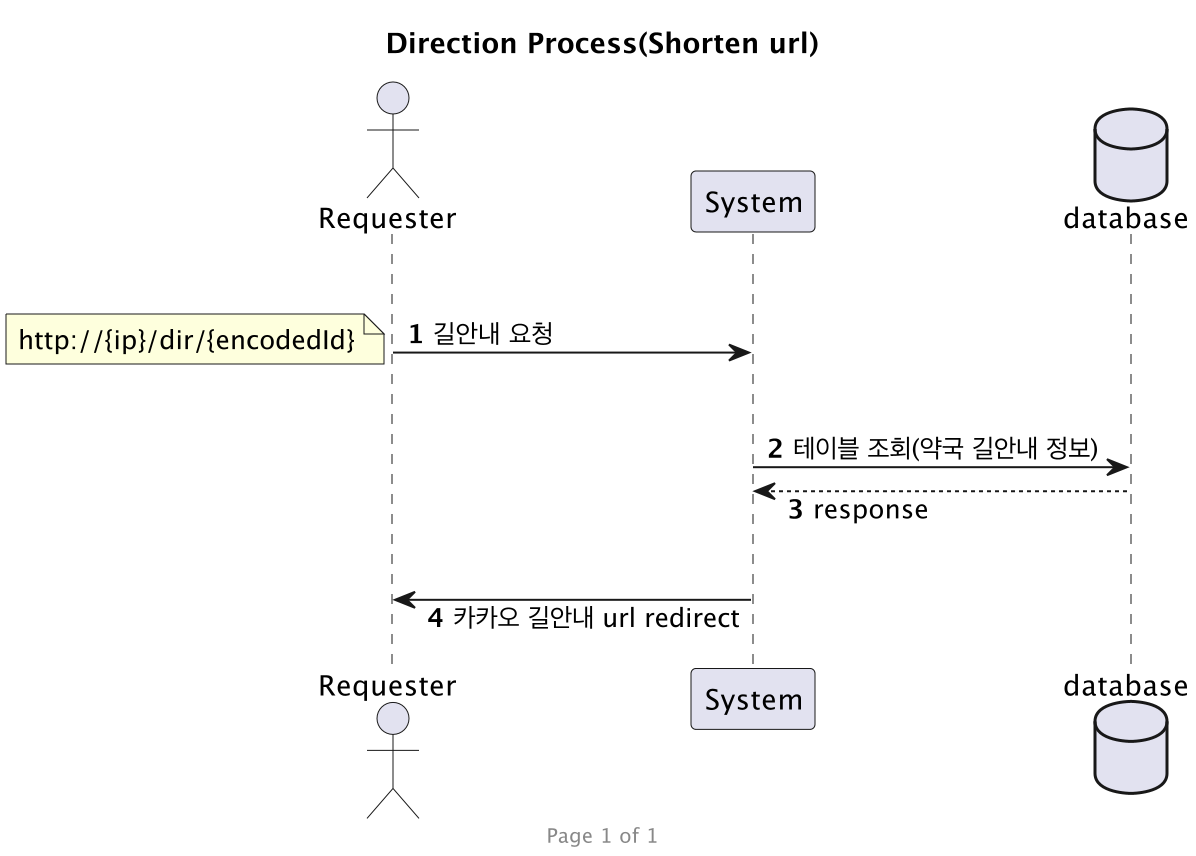 Direction Process(Shorten url)
Requester
System
database
http://{ip}/dir/{encodedId}
1 길안내 요청
2 테이블 조회(약국 길안내 정보)
3 response
4 카카오 길안내 url redirect
Requester
System
database
Page 1 of 1